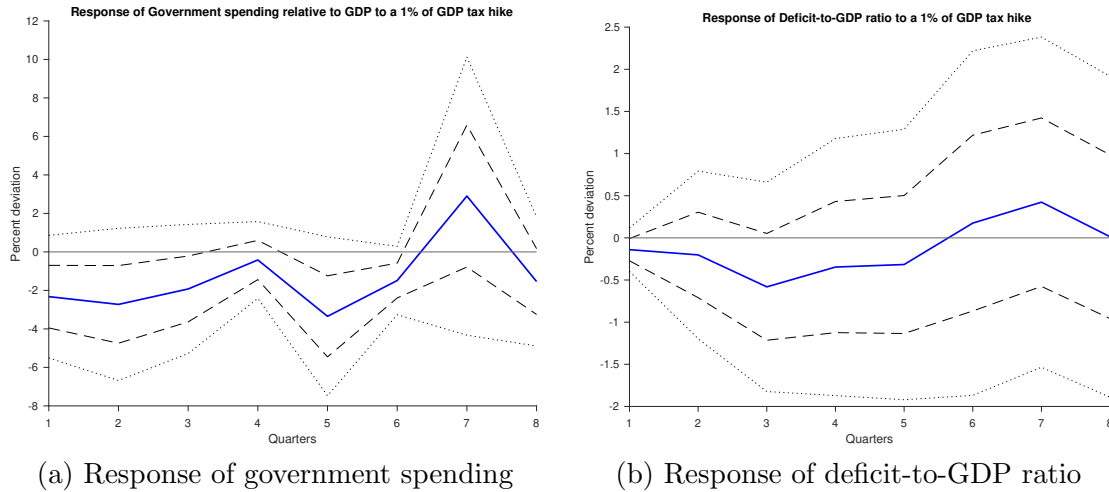 Response of Government spending relative to GDP to a 1% of GDP tax hike
12
10
8
6
4
2
0
-2
-4
-6
-8
Percent deviation
1 2 3 4 5 6 7 8
Quarters
(a) Response of government spending
Response of Deficit-to-GDP ratio to a 1% of GDP tax hike
2.5
2
1.5
1
0.5
0
-0.5
-1
-1.5
-2
Percent deviation
1 2 3 4 5 6 7 8
Quarters
(b) Response of deficit-to-GDP ratio